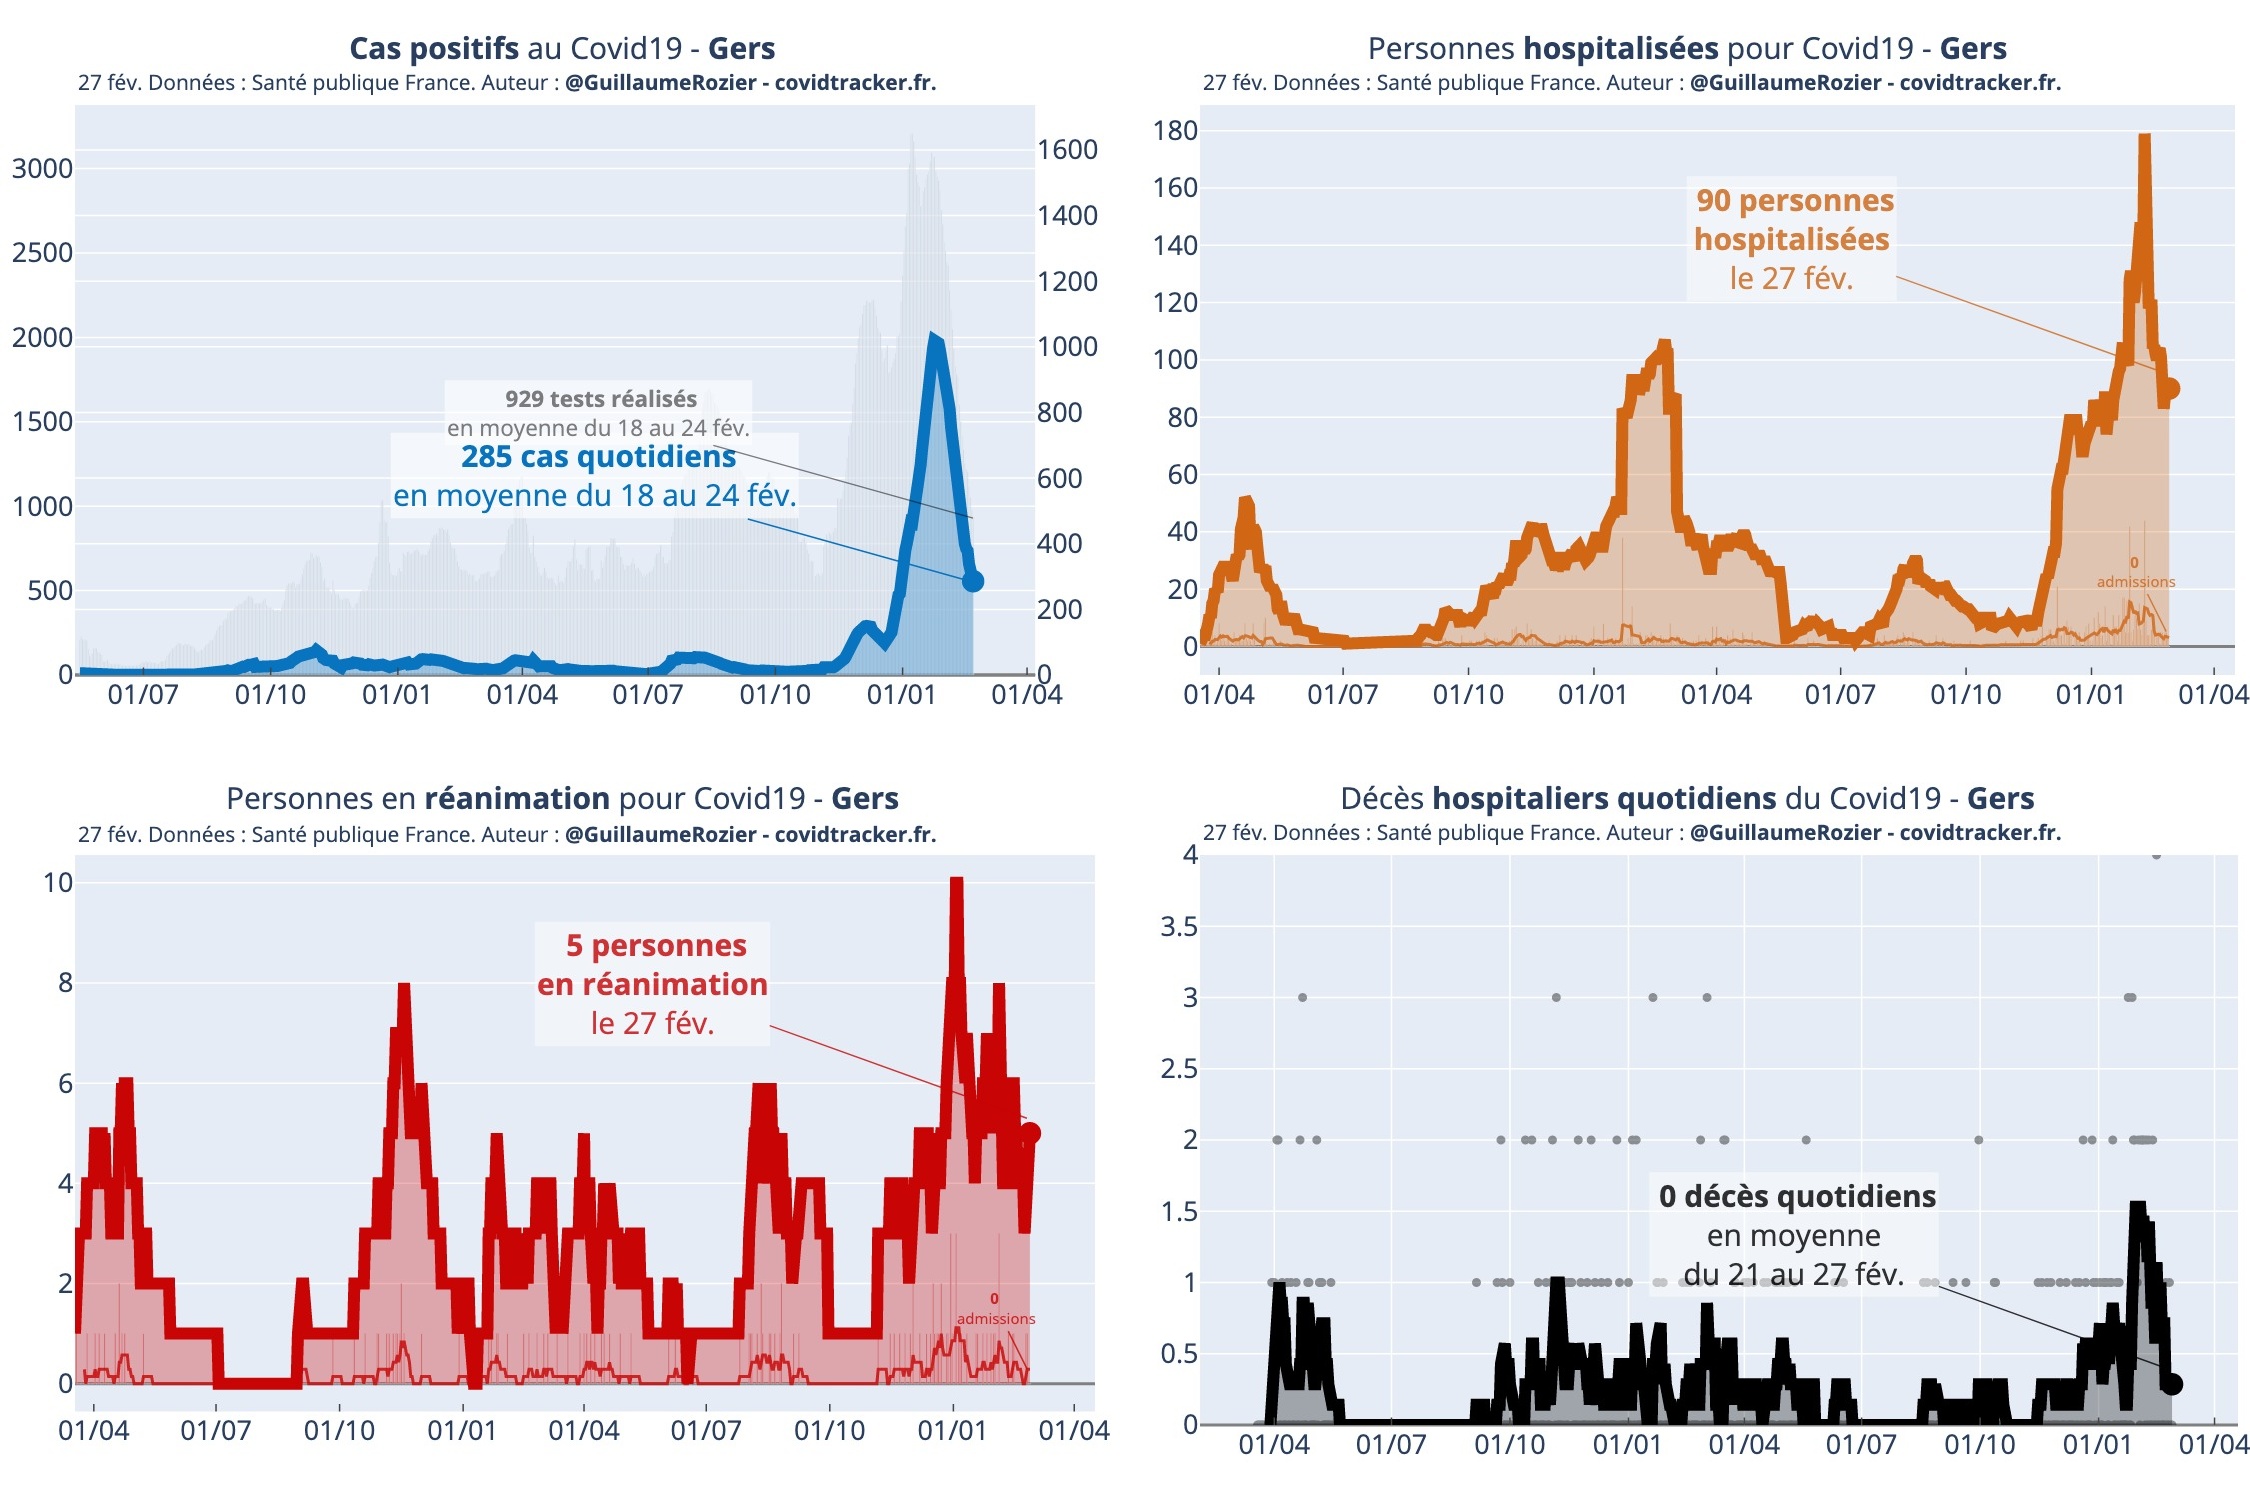 Cas positifs au Covid19 - Gers
27 fév. Données : Santé publique France. Auteur : @GuillaumeRozier - covidtracker.fr.
3000
2500
2000
1500
1000
500
0
1600
1400
1200
1000
800
600
400
200
0
929 tests réalisés
en moyenne du 18 au 24 fév.
285 cas quotidiens
en moyenne du 18 au 24 fév.
01/07 01/10 01/01 01/04 01/07 01/10 01/01 01/04
Personnes hospitalisées pour Covid19 - Gers
27 fév. Données : Santé publique France. Auteur : @GuillaumeRozier - covidtracker.fr.
180
160
140
120
100
80
60
40
20
0
90 personnes
hospitalisées
le 27 fév.
0
admissions
01/04 01/07 01/10 01/01 01/04 01/07 01/10 01/01 01/04
Personnes en réanimation pour Covid19 - Gers
27 fév. Données : Santé publique France. Auteur : @GuillaumeRozier - covidtracker.fr.
10
8
6
4
2
0
5 personnes
en réanimation
le 27 fév.
0
admissions
01/04 01/07 01/10 01/01 01/04 01/07 01/10 01/01 01/04
Décès hospitaliers quotidiens du Covid19 - Gers
27 fév. Données : Santé publique France. Auteur : @GuillaumeRozier - covidtracker.fr.
4
3.5
3
2.5
2
1.5
1
0.5
0
0 décès quotidiens
en moyenne
du 21 au 27 fév.
01/04 01/07 01/10 01/01 01/04 01/07 01/10 01/01 01/04